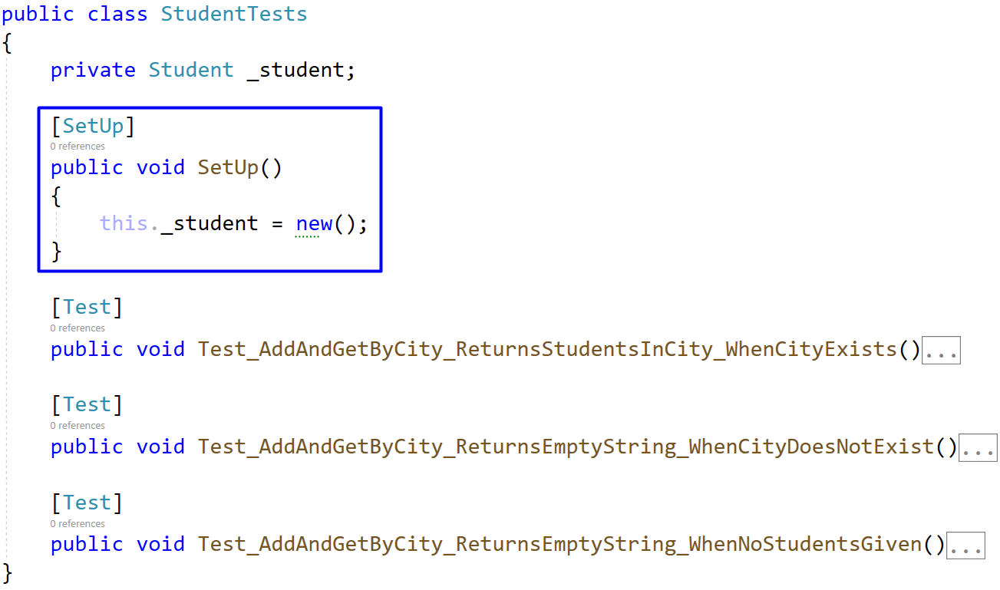 public class StudentTests
{
private Student _student;
[SetUp]
0 references
public void SetUp()
{
this._student = new();
}
[Test]
0 references
public void Test_AddAndGetByCity_ReturnsStudentsInCity_WhenCityExists()...
[Test]
0 references
public void Test_AddAndGetByCity_ReturnsEmptyString_WhenCityDoesNotExist()...
[Test]
0 references
public void Test_AddAndGetByCity_ReturnsEmptyString_WhenNoStudentsGiven()...
}